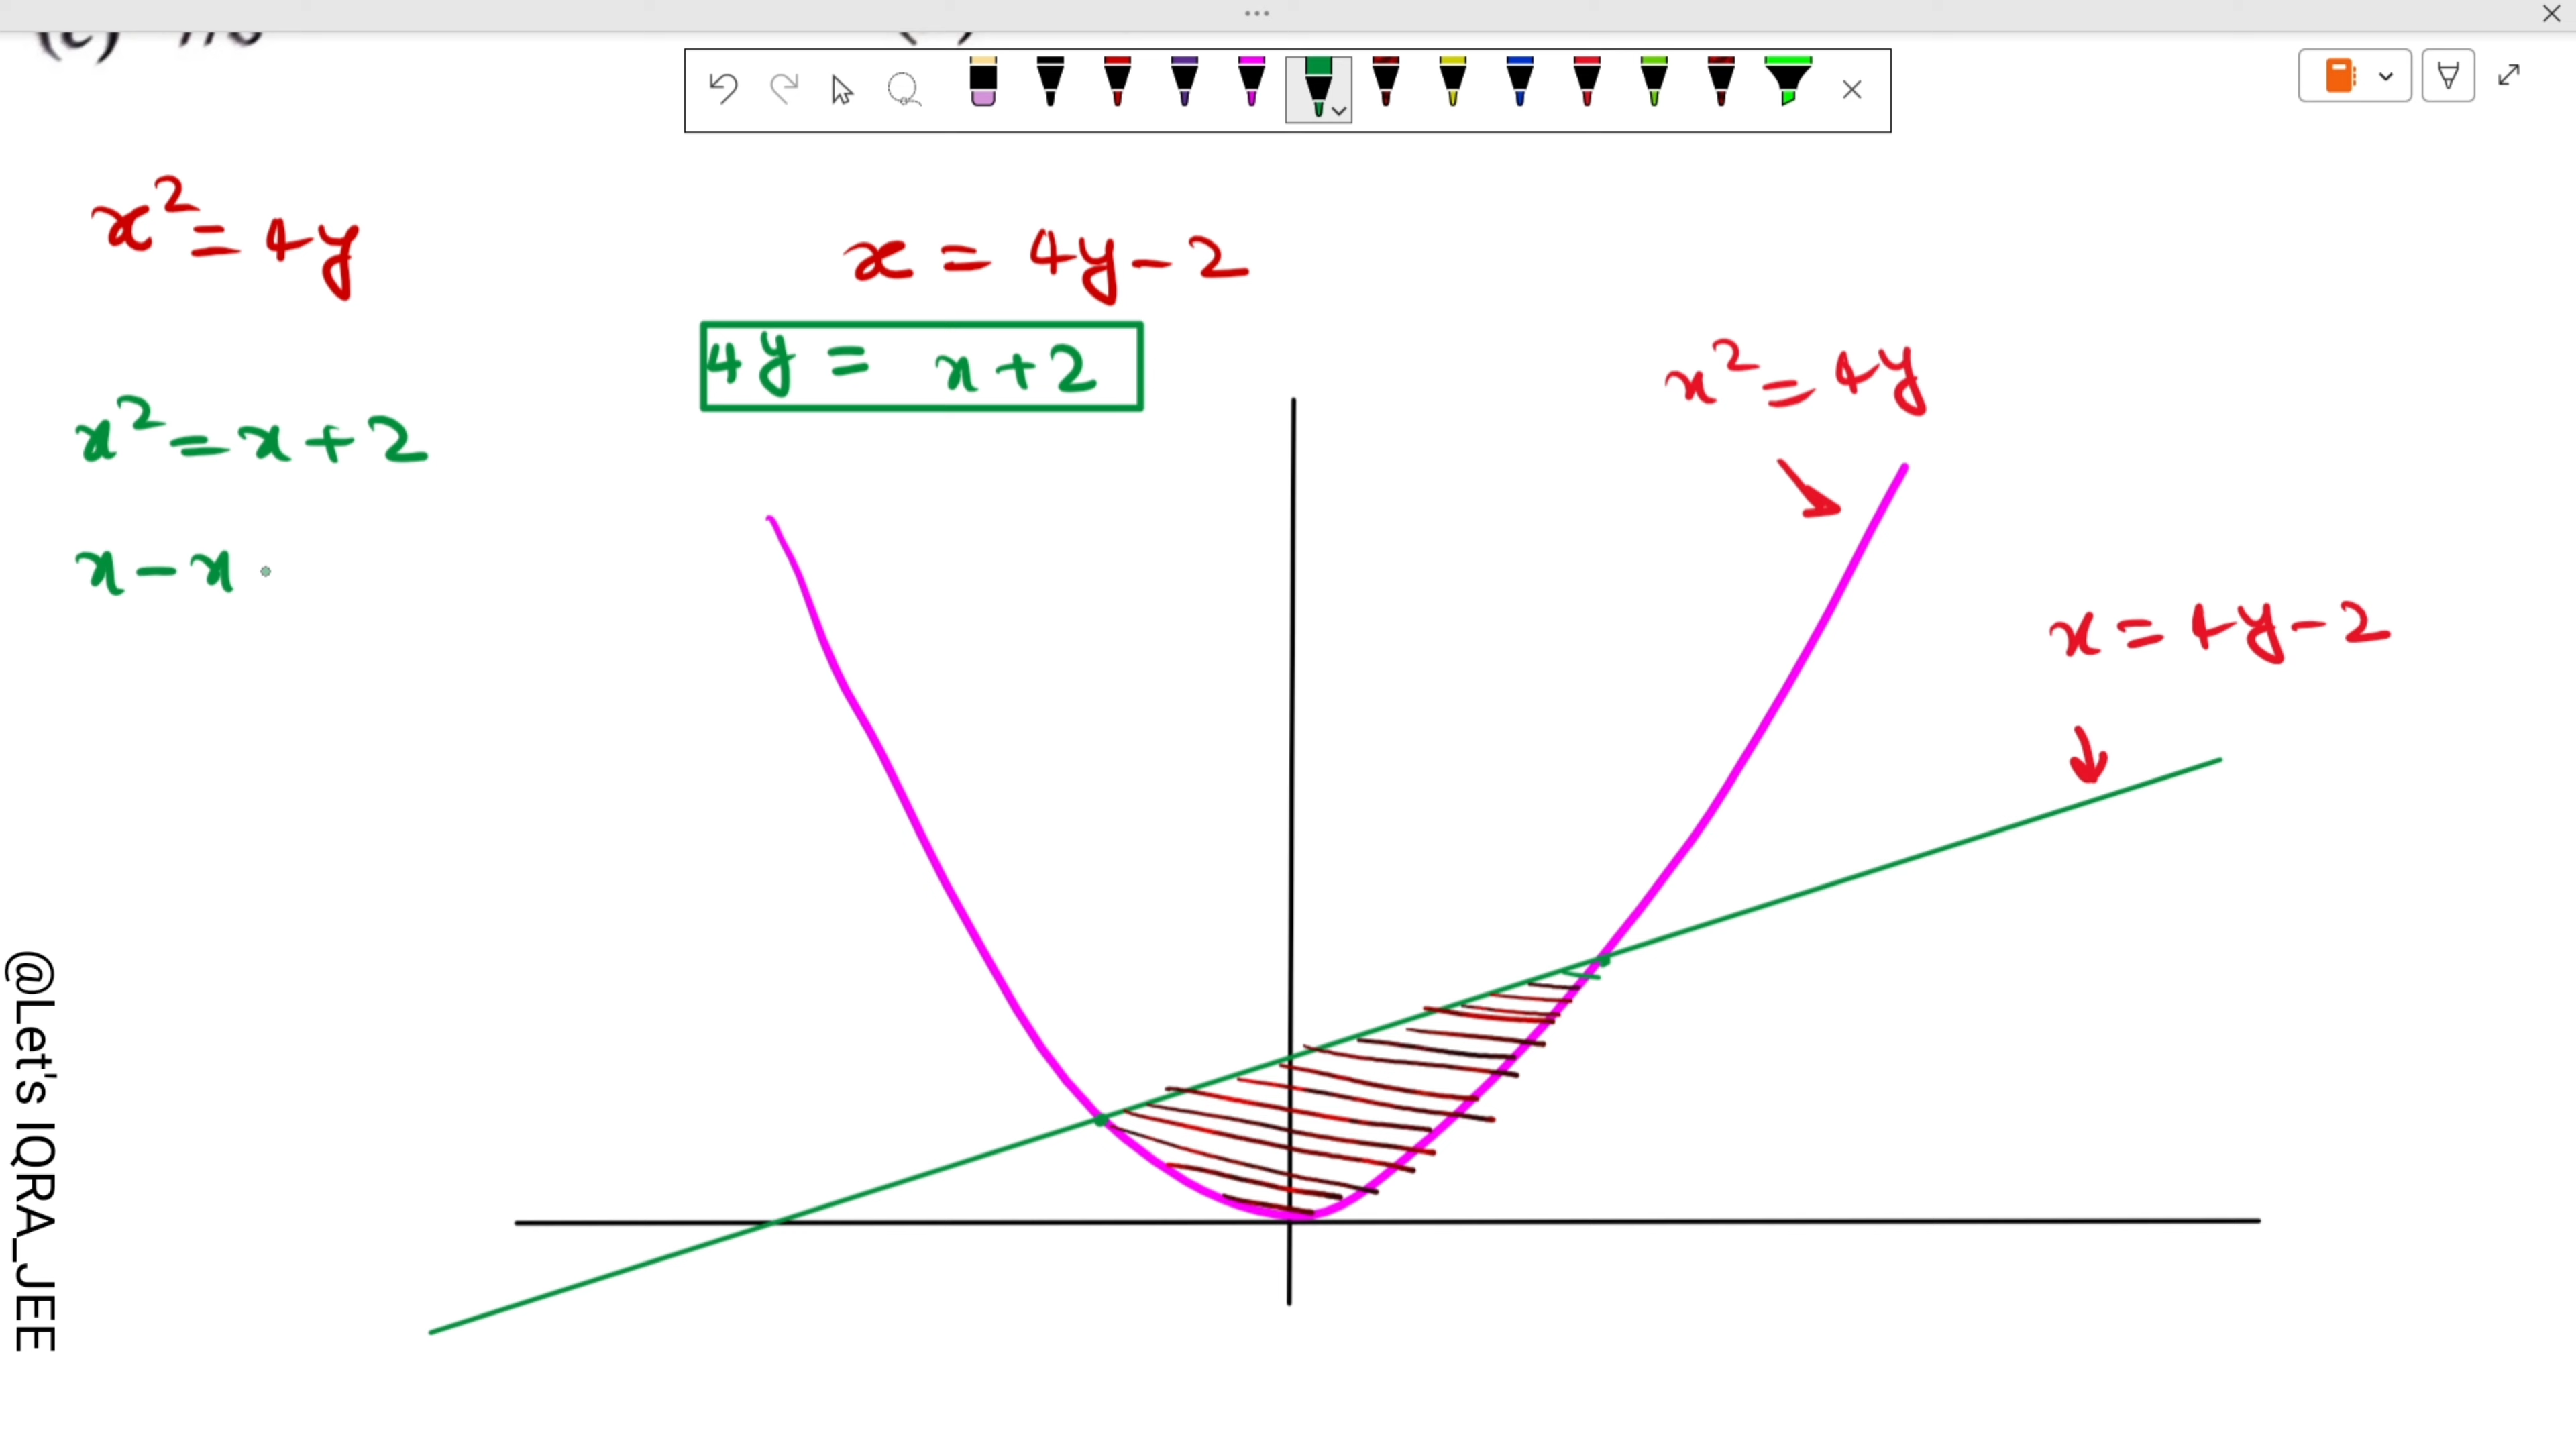 x² = 4y
x = 4y - 2
4y = x + 2
x² = 4y
x² = x + 2
x - x
x = 4y - 2
@Let's IQRA_JEE